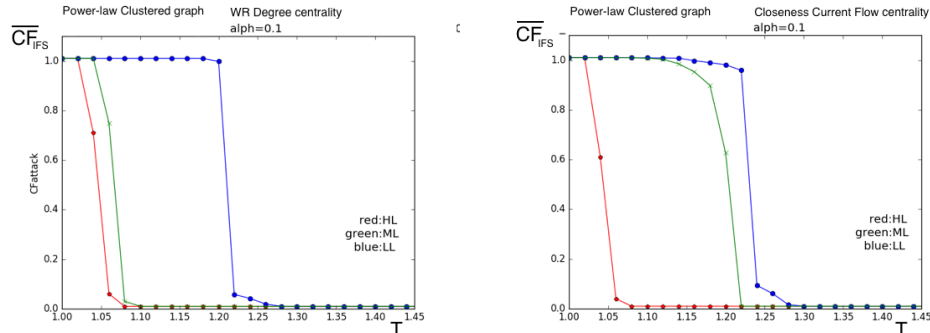 Power-law Clustered graph WR Degree centrality
alph=0.1
CF IFS
CFattack
1.0
0.8
0.6
0.4
0.2
0.0
1.00 1.05 1.10 1.15 1.20 1.25 1.30 1.35 1.40 1.45
T
red:HL
green:ML
blue:LL
Power-law Clustered graph Closeness Current Flow centrality
alph=0.1
CF IFS
1.0
0.8
0.6
0.4
0.2
0.0
1.00 1.05 1.10 1.15 1.20 1.25 1.30 1.35 1.40 1.45
T
red:HL
green:ML
blue:LL